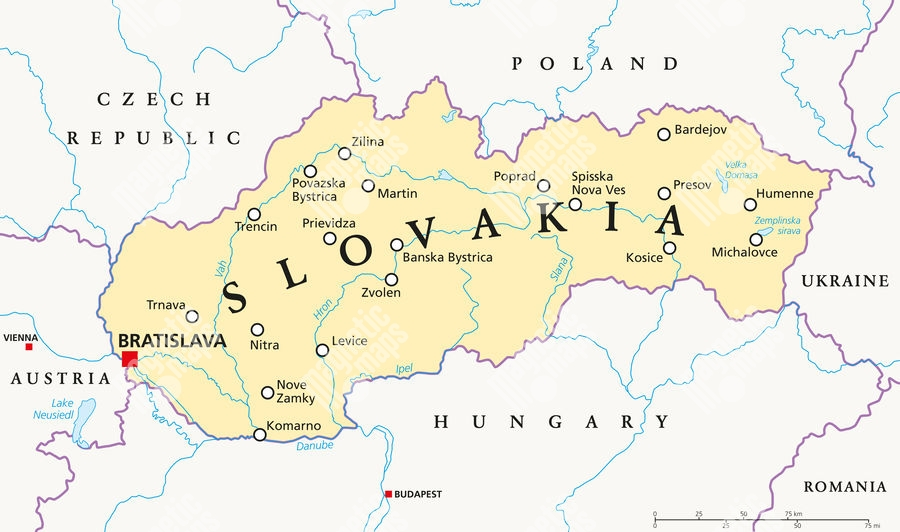 POLAND
CZECH
REPUBLIC
Bardejov
Zilina
Velka
Domasa
Povazska
Bystrica
Martin
Poprad
Spisska
Nova Ves
Presov
Humenne
Trencin
Prievidza
SLOVAKIA
Zemplinska
sirava
Banska Bystrica
Kosice
Michalovce
Vah
Slana
Zvolen
UKRAINE
Hron
Trnava
Nitra
Levice
VIENNA
BRATISLAVA
AUSTRIA
Ipel
Nove
Zamky
Lake
Neusiedl
Komarno
HUNGARY
Danube
BUDAPEST
ROMANIA
0 25 50 75 km
0 25 50 75 mi